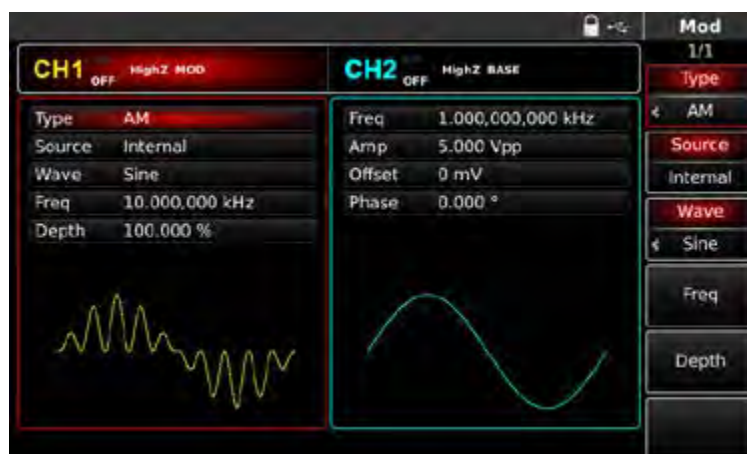 Mod
1/1
CH1 OFF HighZ MOD
CH2 OFF HighZ BASE
Type AM
Source Internal
Wave Sine
Freq 10.000,000 kHz
Depth 100.000 %
Freq 1.000,000,000 kHz
Amp 5.000 Vpp
Offset 0 mV
Phase 0.000 °
Type
AM
Source
Internal
Wave
Sine
Freq
Depth